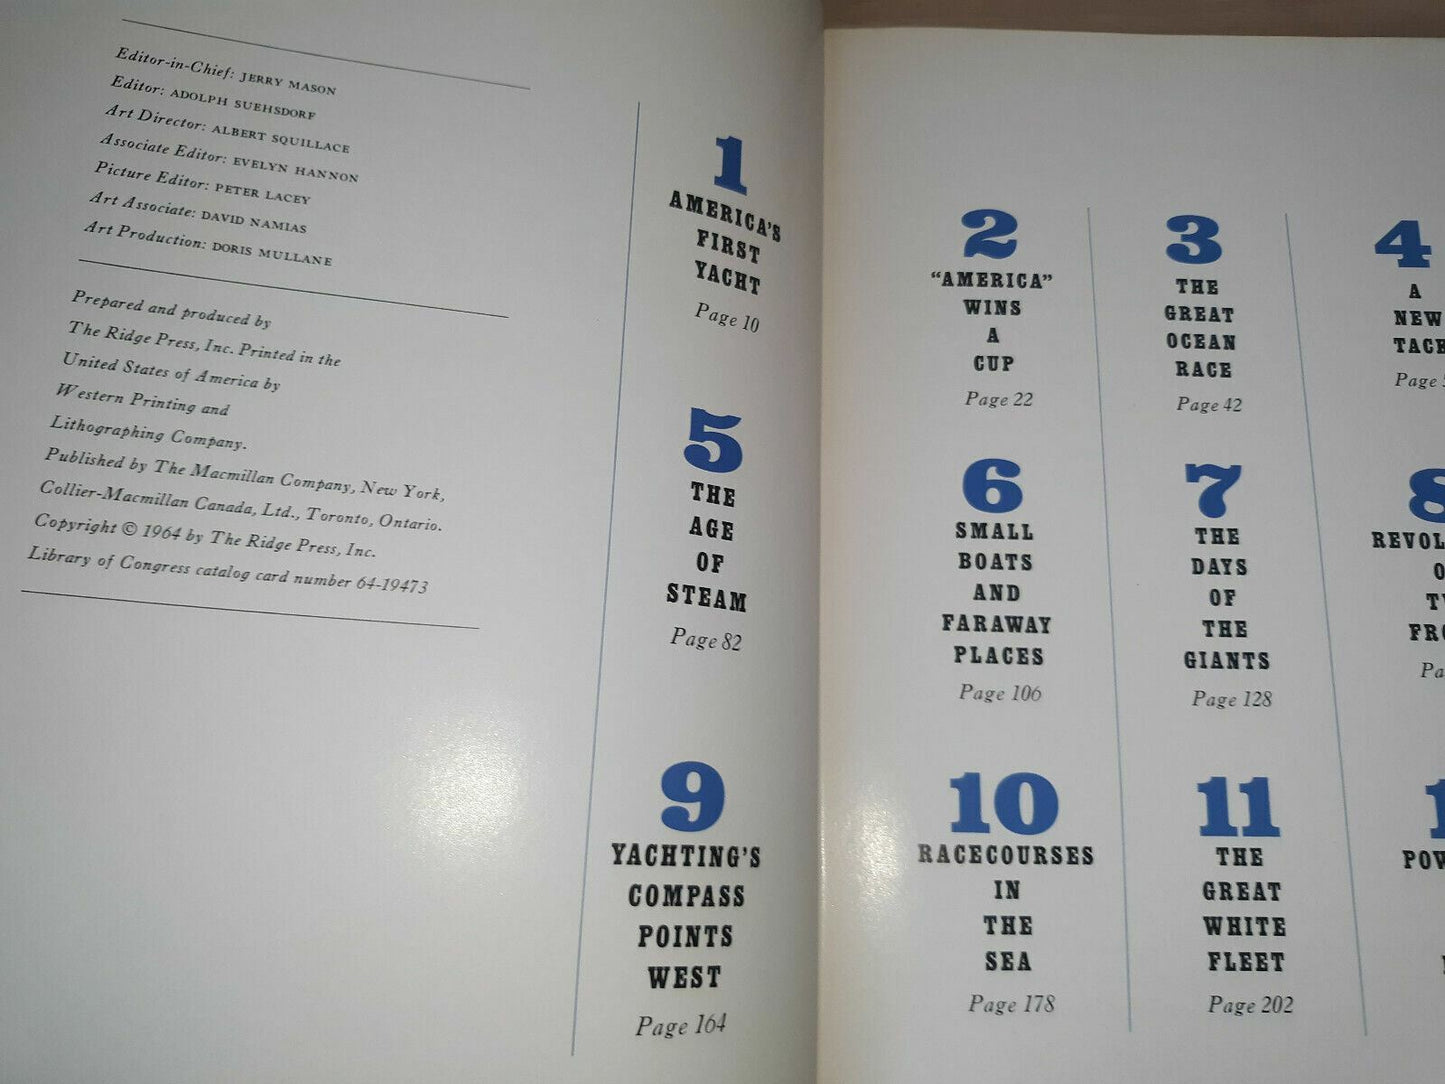 Editor-in-Chief: JERRY MASON
Editor: ADOLPH SUEHSDORF
Art Director: ALBERT SQUILLACE
Associate Editor: EVELYN HANNON
Picture Editor: PETER LACEY
Art Associate: DAVID NAMIAS
Art Production: DORIS MULLANE
Prepared and produced by
The Ridge Press, Inc. Printed in the
United States of America by
Western Printing and
Lithographing Company.
Published by The Macmillan Company, New York,
Collier-Macmillan Canada, Ltd., Toronto, Ontario.
Copyright © 1964 by The Ridge Press, Inc.
Library of Congress catalog card number 64-19473
1
AMERICA'S
FIRST
YACHT
Page 10
5
THE
AGE
OF
STEAM
Page 82
9
YACHTING'S
COMPASS
POINTS
WEST
Page 164
2
"AMERICA"
WINS
A
CUP
Page 22
3
THE
GREAT
OCEAN
RACE
Page 42
4
A
NEW
Page
6
SMALL
BOATS
AND
FARAWAY
PLACES
Page 106
7
THE
DAYS
OF
THE
GIANTS
Page 128
8
10
RACECOURSES
IN
THE
SEA
Page 178
11
THE
GREAT
WHITE
FLEET
Page 202